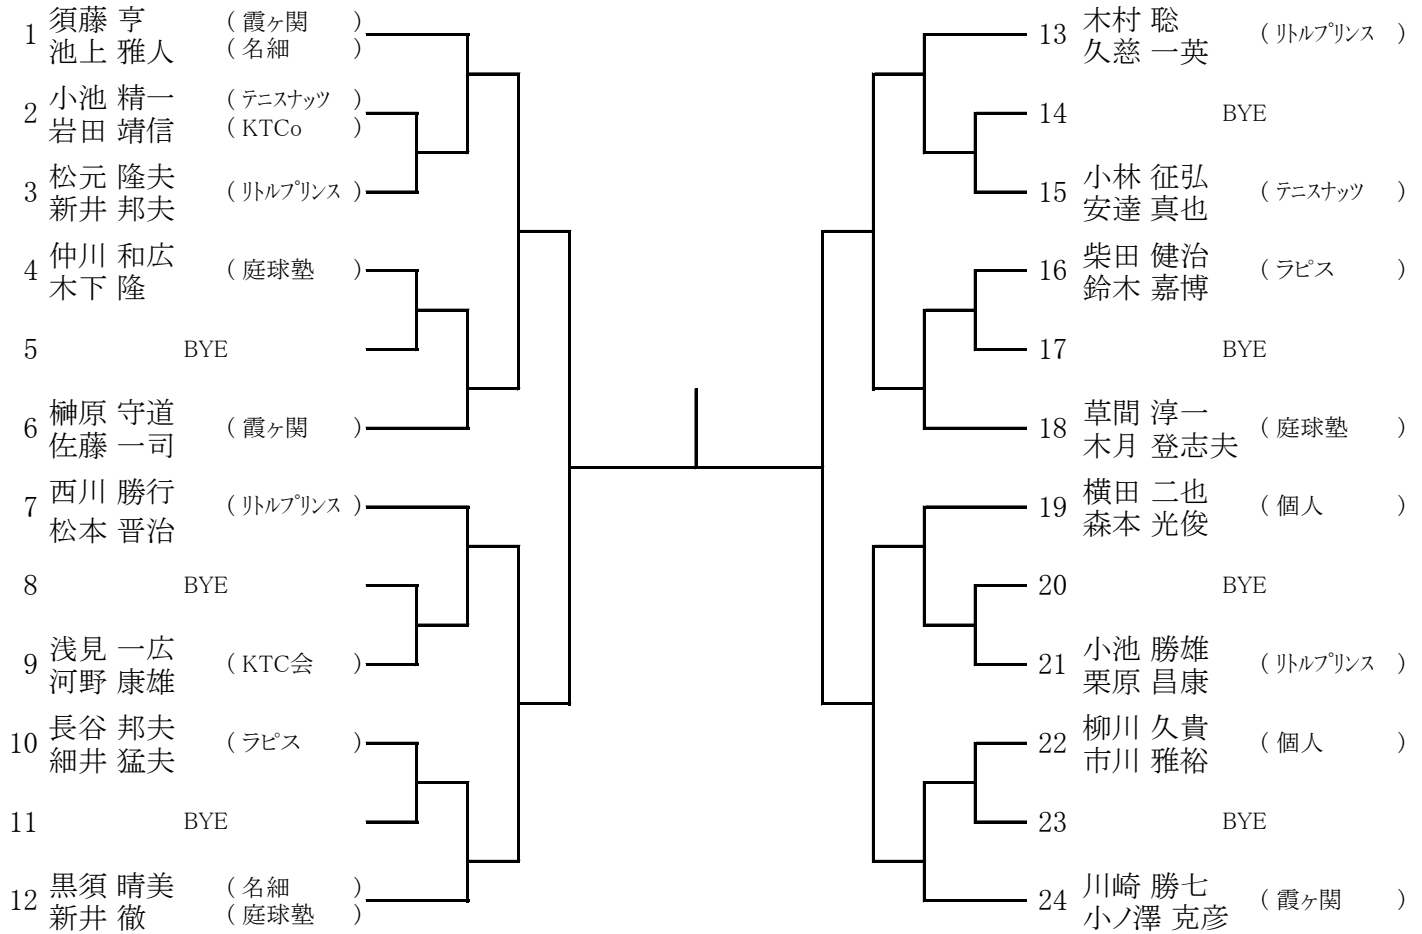 1 須藤 亨 (霞ヶ関)
池上 雅人 (名細)
2 小池 精一 (テニスナッツ)
岩田 靖信 (KTCo)
3 松元 隆夫 (リトルプリンス)
新井 邦夫
4 仲川 和広 (庭球塾)
木下 隆
5 BYE
6 榊原 守道 (霞ヶ関)
佐藤 一司
7 西川 勝行 (リトルプリンス)
松本 晋治
8 BYE
9 浅見 一広 (KTC会)
河野 康雄
10 長谷 邦夫 (ラピス)
細井 猛夫
11 BYE
12 黒須 晴美 (名細)
新井 徹 (庭球塾)
13 木村 聡 (リトルプリンス)
久慈 一英
14 BYE
15 小林 征弘 (テニスナッツ)
安達 真也
16 柴田 健治 (ラピス)
鈴木 嘉博
17 BYE
18 草間 淳一 (庭球塾)
木月 登志夫
19 横田 二也 (個人)
森本 光俊
20 BYE
21 小池 勝雄 (リトルプリンス)
栗原 昌康
22 柳川 久貴 (個人)
市川 雅裕
23 BYE
24 川崎 勝七 (霞ヶ関)
小ノ澤 克彦